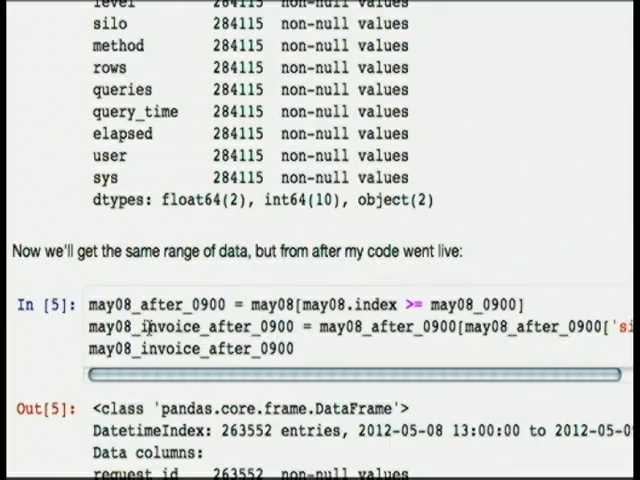 level 284115 non-null values
silo 284115 non-null values
method 284115 non-null values
rows 284115 non-null values
queries 284115 non-null values
query_time 284115 non-null values
elapsed 284115 non-null values
user 284115 non-null values
sys 284115 non-null values
dtypes: float64(2), int64(10), object(2)
Now we'll get the same range of data, but from after my code went live:
In [5]: may08_after_0900 = may08[may08.index >= may08_0900]
may08_invoice_after_0900 = may08_after_0900[may08_after_0900['si
may08_invoice_after_0900
Out[5]: <class 'pandas.core.frame.DataFrame'>
DatetimeIndex: 263552 entries, 2012-05-08 13:00:00 to 2012-05-0
Data columns:
request_id 263552 non-null values